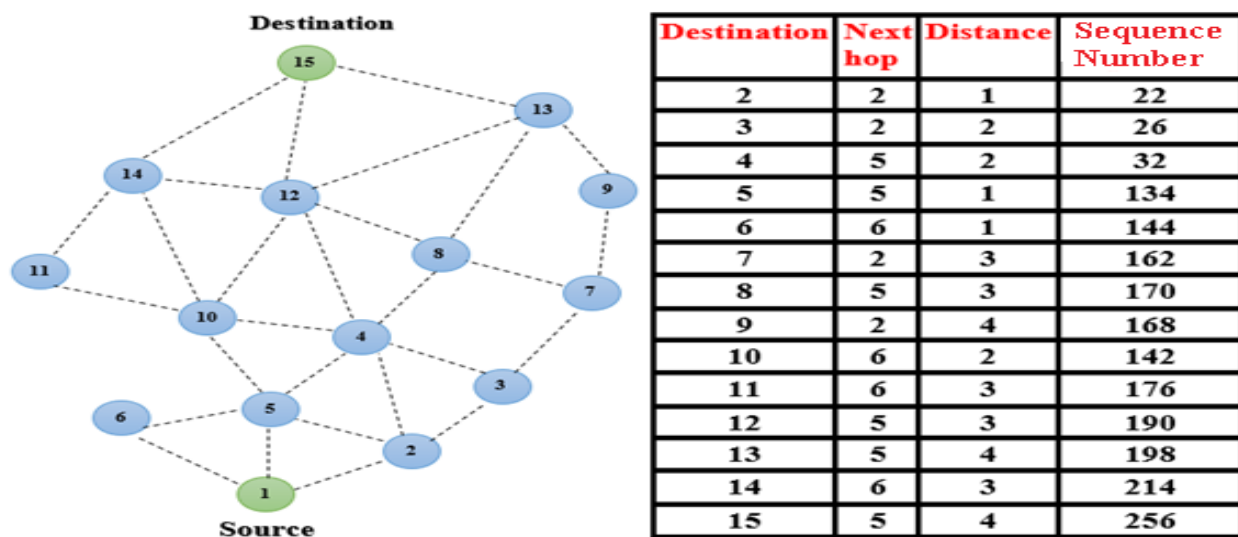 Destination
15
13
14
12
9
8
11
7
10
4
3
6
5
2
1
Source
Destination Next hop Distance Sequence Number
2 2 1 22
3 2 2 26
4 5 2 32
5 5 1 134
6 6 1 144
7 2 3 162
8 5 3 170
9 2 4 168
10 6 2 142
11 6 3 176
12 5 3 190
13 5 4 198
14 6 3 214
15 5 4 256